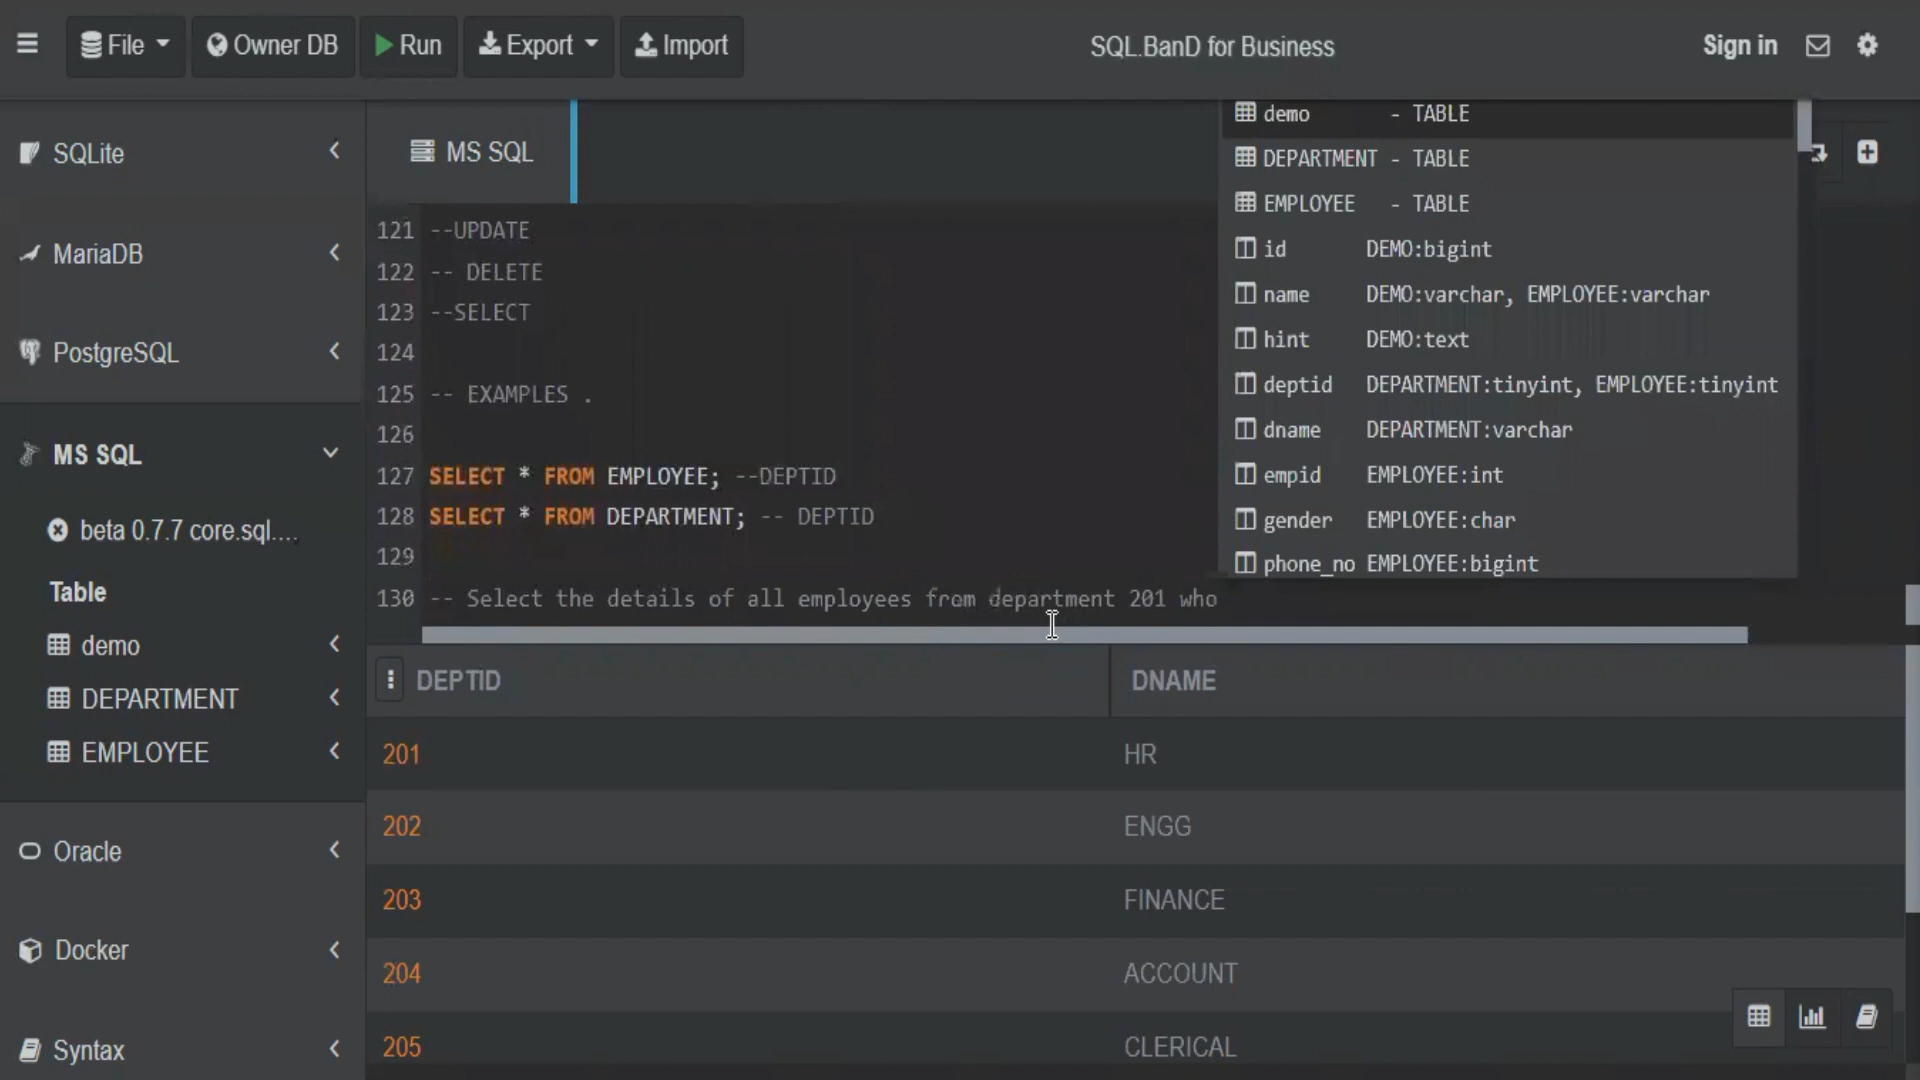 File
Owner DB
Run
Export
Import
SQL.BanD for Business
Sign in
SQLite
MariaDB
PostgreSQL
MS SQL
beta 0.7.7 core.sql....
Table
demo
DEPARTMENT
EMPLOYEE
Oracle
Docker
Syntax
MS SQL
121 --UPDATE
122 -- DELETE
123 --SELECT
124
125 -- EXAMPLES .
126
127 SELECT * FROM EMPLOYEE; --DEPTID
128 SELECT * FROM DEPARTMENT; -- DEPTID
129
130 -- Select the details of all employees from department 201 who
demo - TABLE
DEPARTMENT - TABLE
EMPLOYEE - TABLE
id DEMO:bigint
name DEMO:varchar, EMPLOYEE:varchar
hint DEMO:text
deptid DEPARTMENT:tinyint, EMPLOYEE:tinyint
dname DEPARTMENT:varchar
empid EMPLOYEE:int
gender EMPLOYEE:char
phone_no EMPLOYEE:bigint
DEPTID DNAME
201 HR
202 ENGG
203 FINANCE
204 ACCOUNT
205 CLERICAL